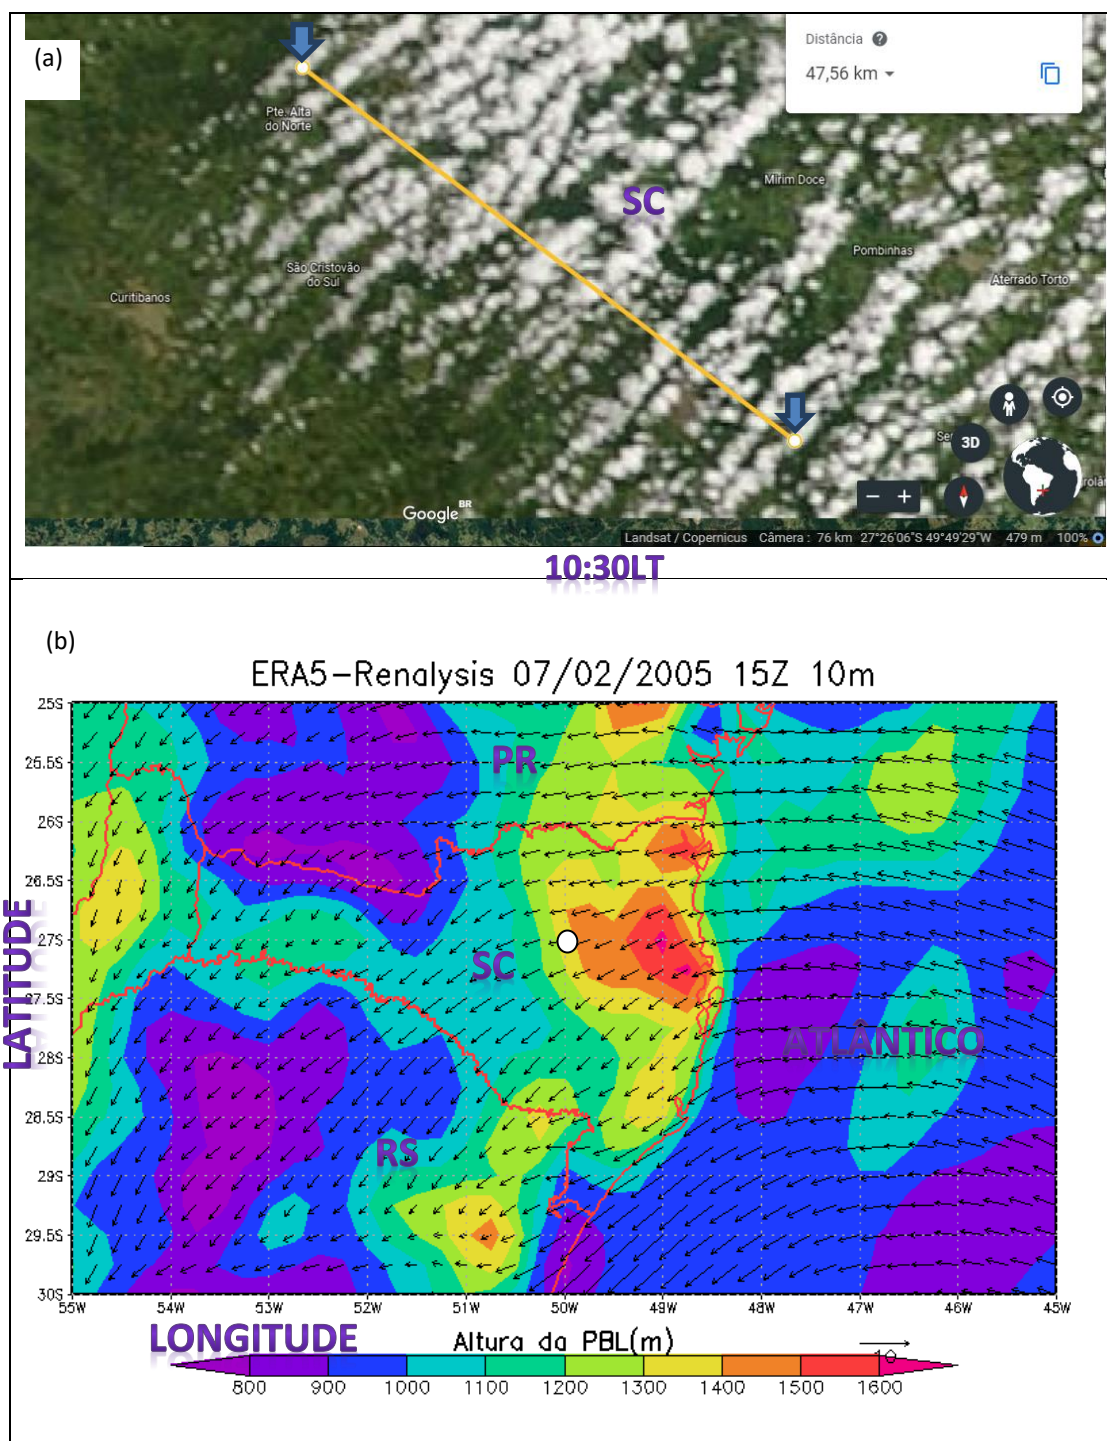 (a)
Distância ?
47,56 km
Pte. Alta
do Norte
Mirim Doce
SC
Pombinhas
São Cristovão
do Sul
Aterrado Torto
Curitibanos
3D
Google BR
Landsat / Copernicus Câmera : 76 km 27°26'06"S 49°49'29"W 479 m 100%
10:30LT
(b)
ERA5-Renalysis 07/02/2005 15Z 10m
25S
25.5S
PR
26S
26.5S
LATITUDE
27S
SC
27.5S
ATLÂNTICO
28S
28.5S
RS
29S
29.5S
30S
55W 54W 53W 52W 51W 50W 49W 48W 47W 46W 45W
LONGITUDE
Altura da PBL(m)
10
800 900 1000 1100 1200 1300 1400 1500 1600